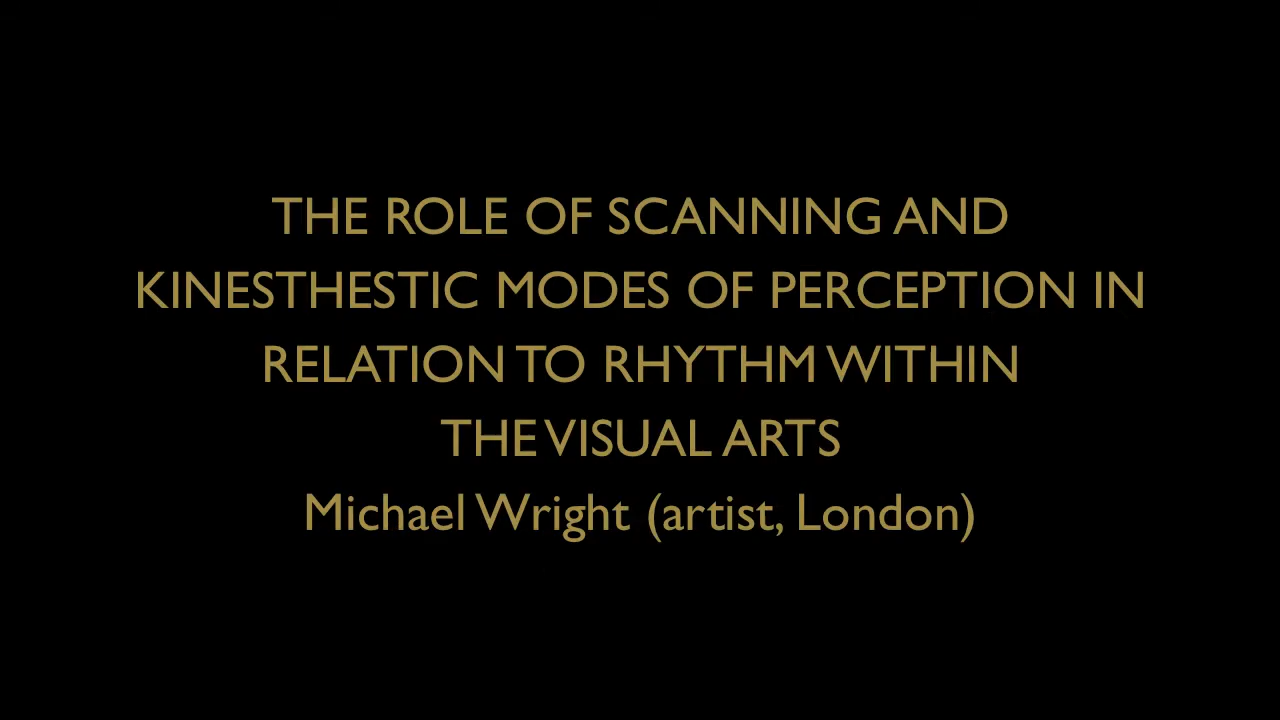 THE ROLE OF SCANNING AND
KINESTHESTIC MODES OF PERCEPTION IN
RELATION TO RHYTHM WITHIN
THE VISUAL ARTS
Michael Wright (artist, London)